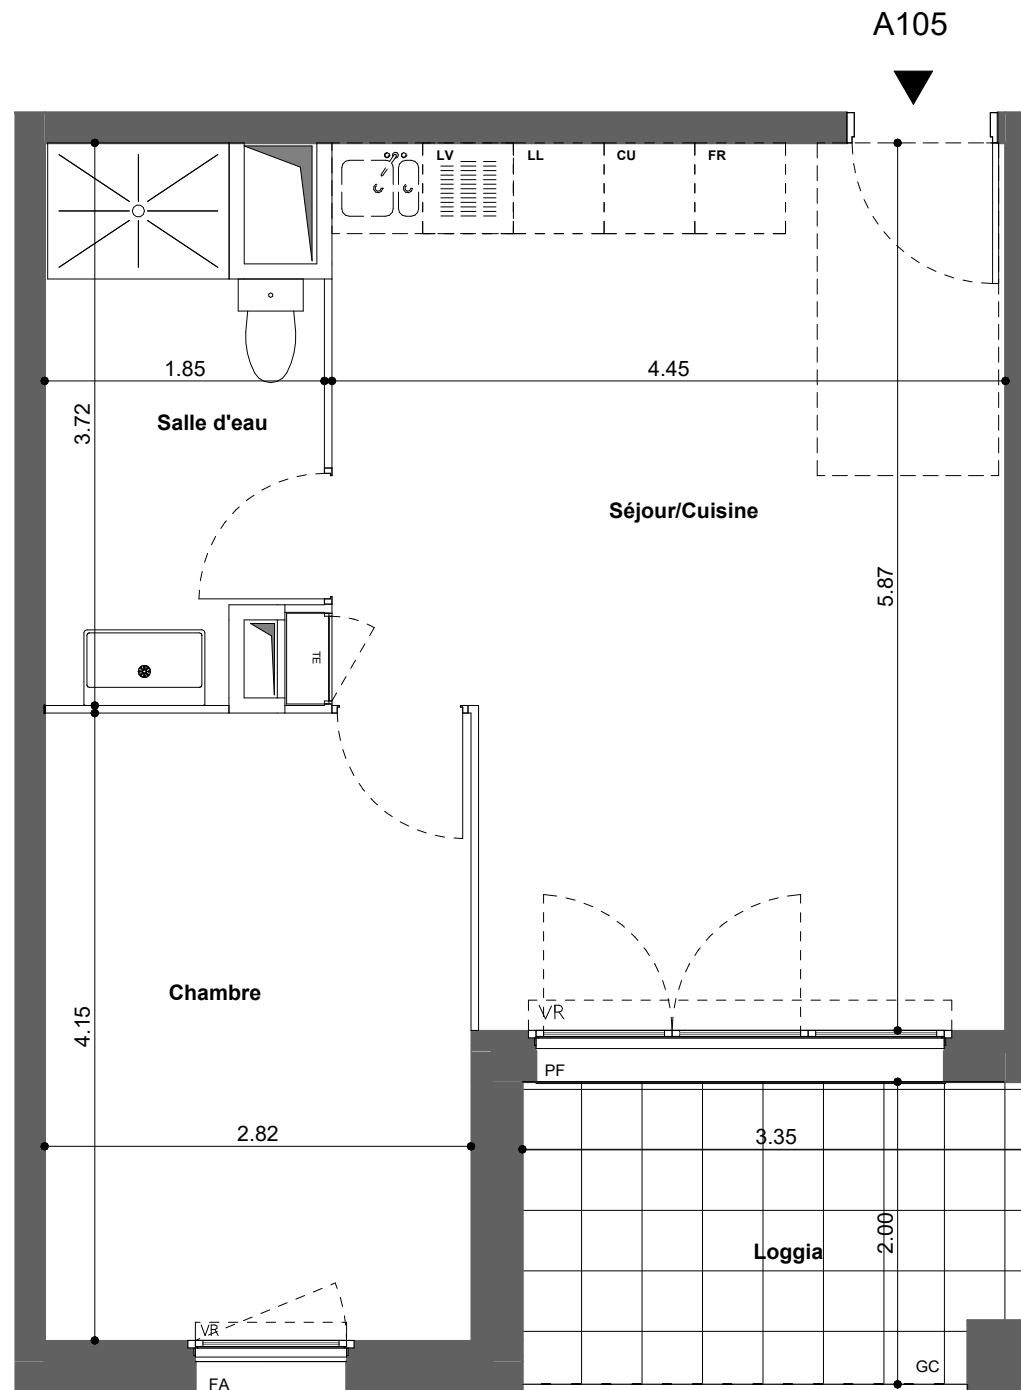 A105
LV
LL
CU
FR
1.85
4.45
3.72
Salle d'eau
Séjour/Cuisine
5.87
TE
Chambre
4.15
VR
PF
2.82
3.35
2.00
Loggia
VR
GC
FA